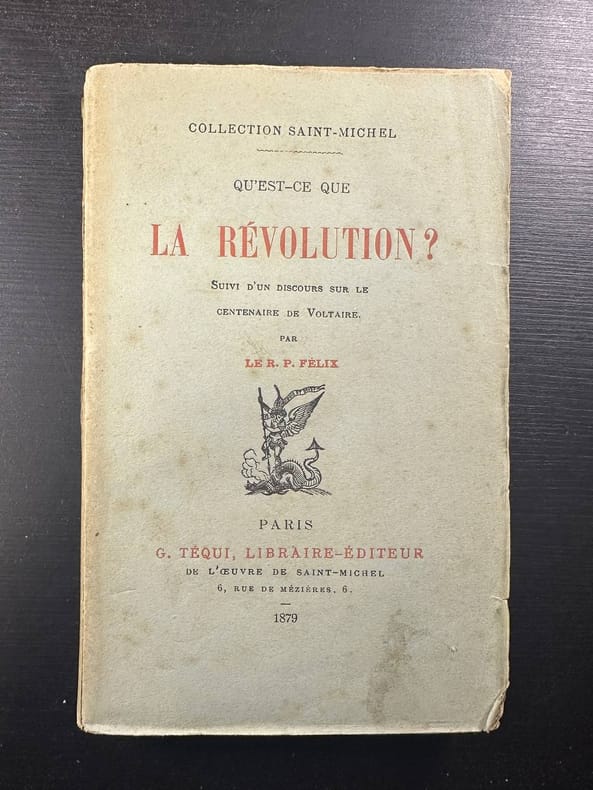 COLLECTION SAINT-MICHEL
QU'EST-CE QUE
LA RÉVOLUTION?
SUIVI D'UN DISCOURS SUR LE
CENTENAIRE DE VOLTAIRE.
PAR
LE R. P. FÉLIX
PARIS
G. TÉQUI, LIBRAIRE-ÉDITEUR
DE L'ŒUVRE DE SAINT-MICHEL
6, RUE DE MÉZIÈRES. 6.
1879